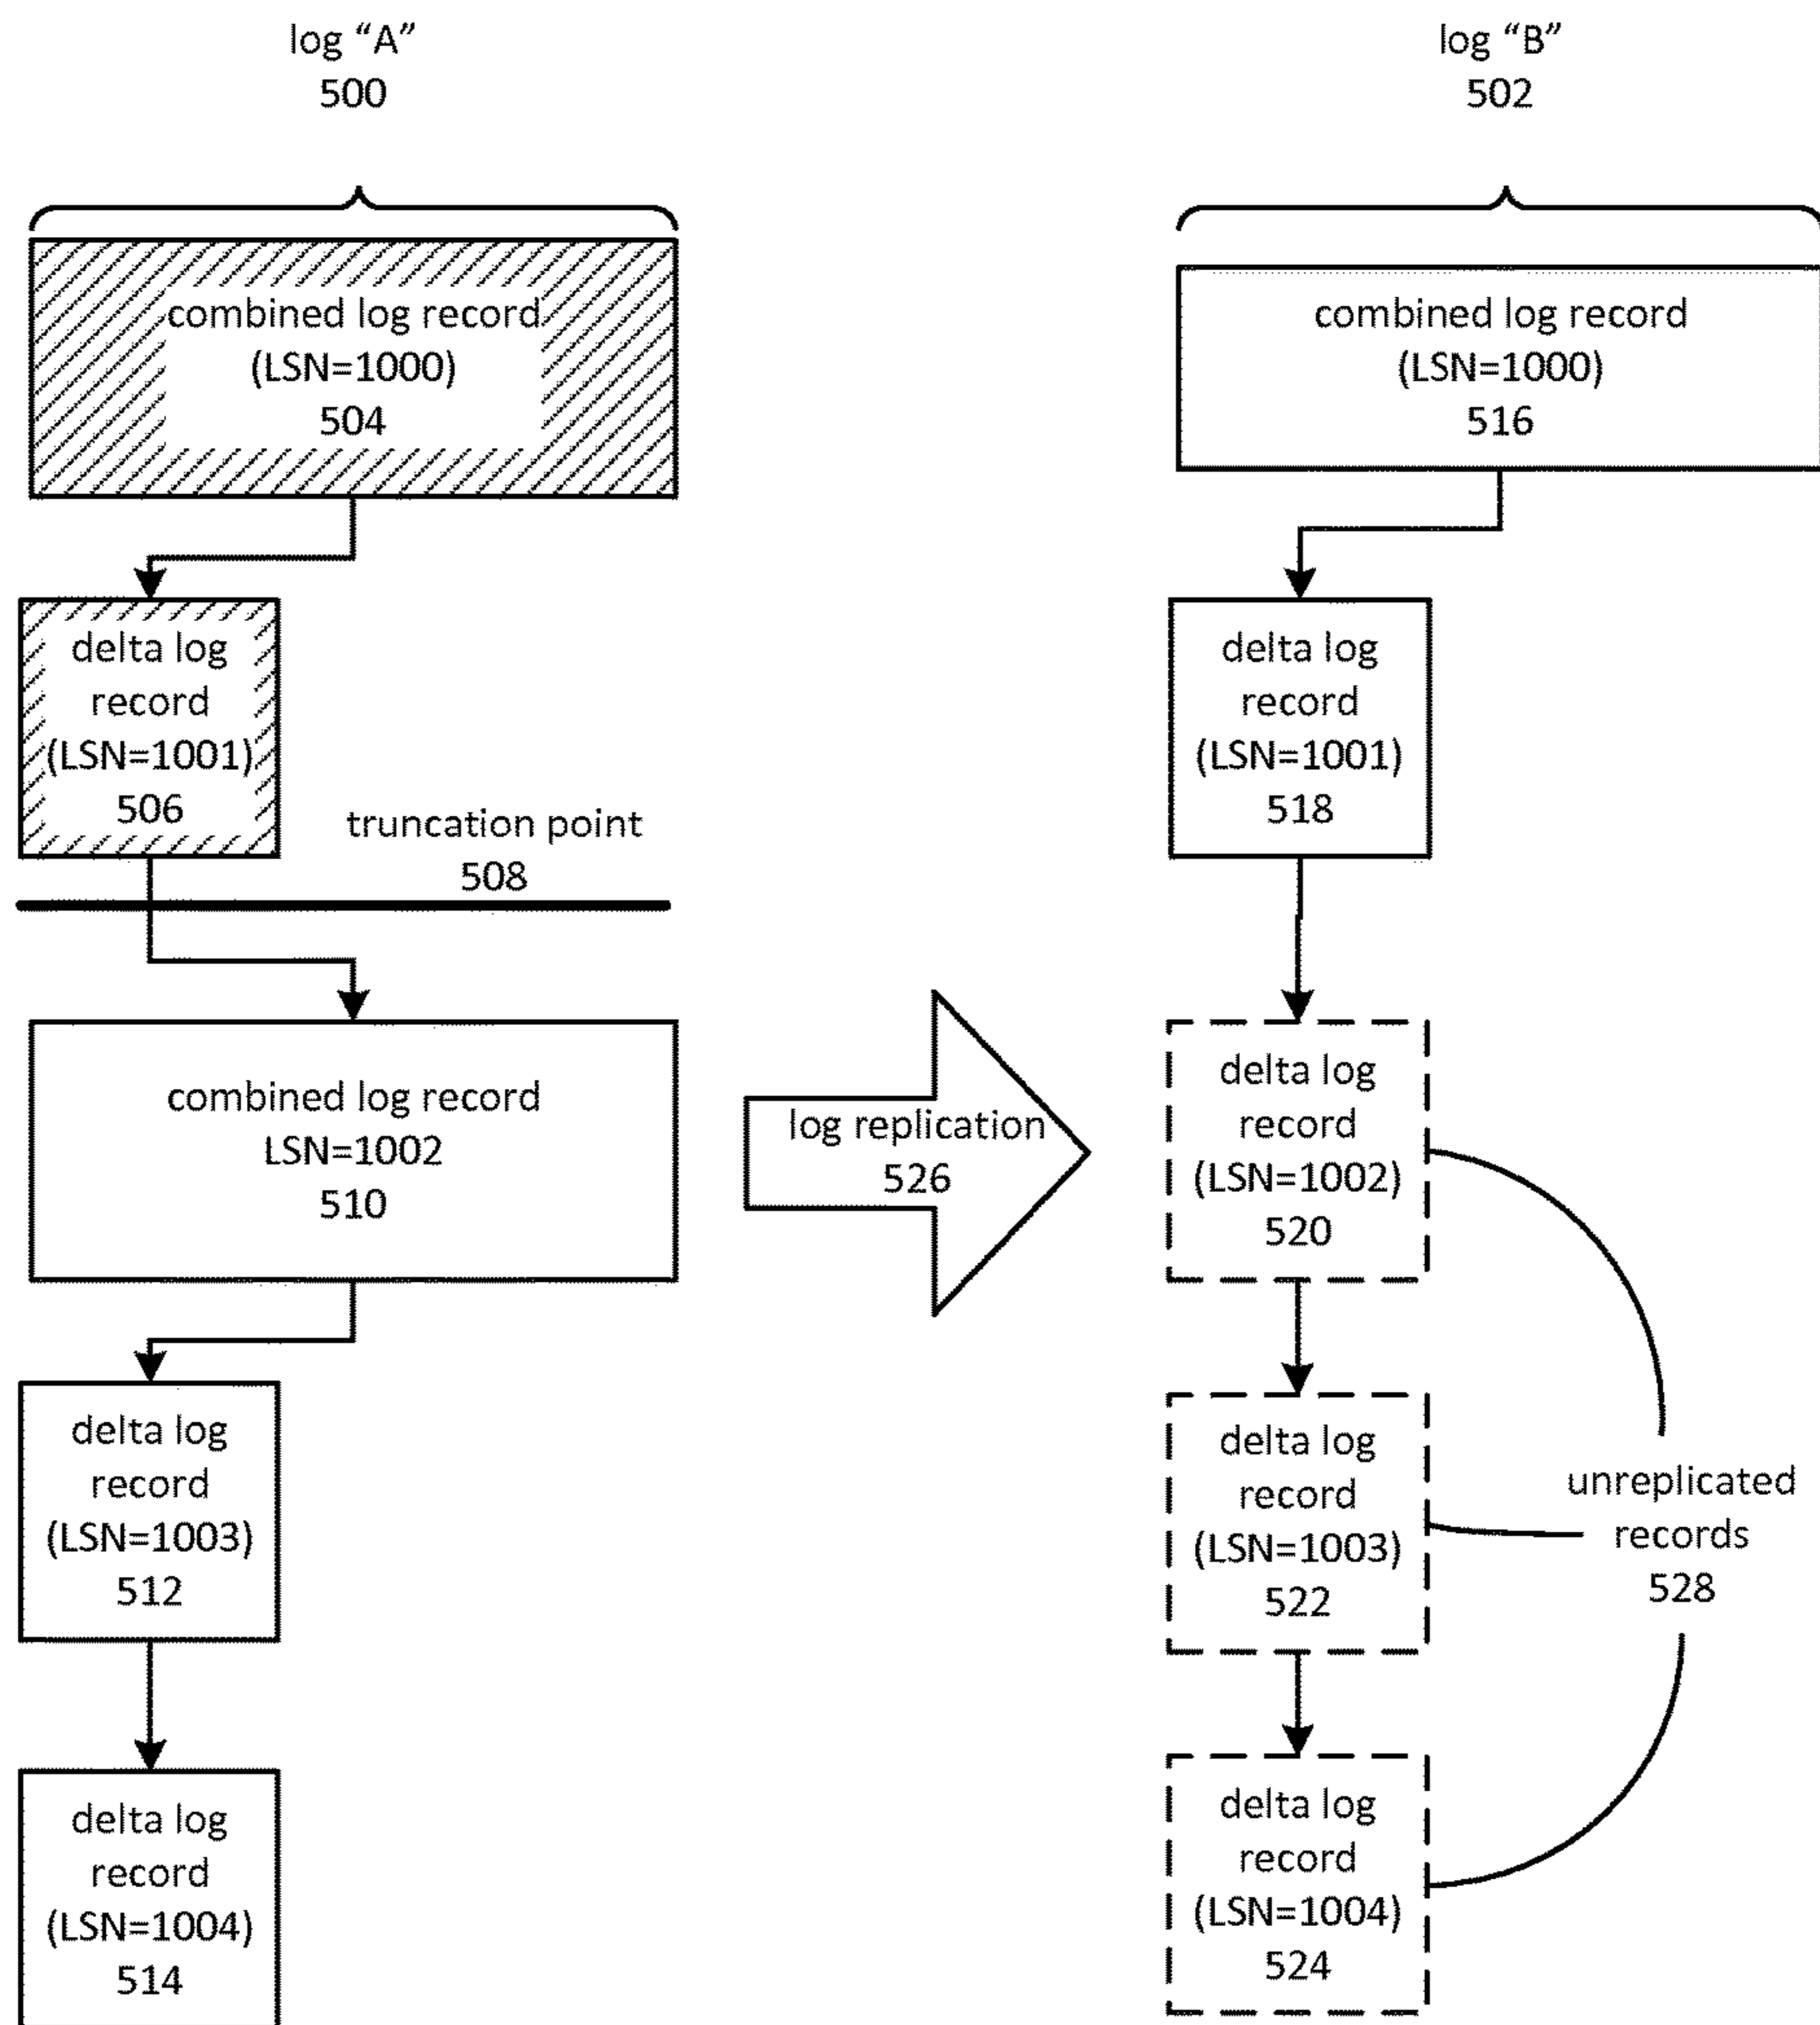 log “A”
500
log “B”
502
combined log record
(LSN=1000)
504
combined log record
(LSN=1000)
516
delta log
record
(LSN=1001)
506
truncation point
508
delta log
record
(LSN=1001)
518
combined log record
LSN=1002
510
log replication
526
delta log
record
(LSN=1002)
520
delta log
record
(LSN=1003)
512
delta log
record
(LSN=1003)
522
unreplicated
records
528
delta log
record
(LSN=1004)
514
delta log
record
(LSN=1004)
524